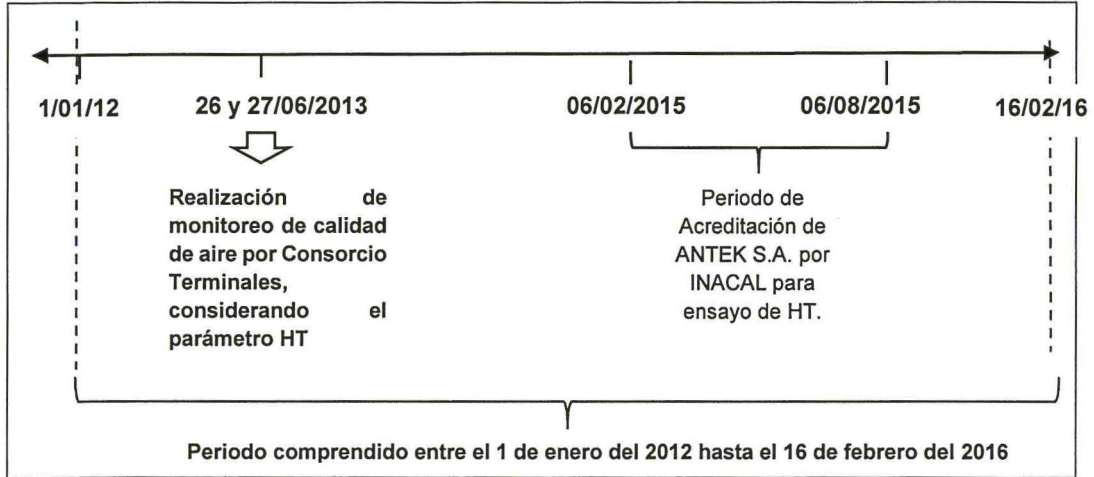 1/01/12 26 y 27/06/2013 06/02/2015 06/08/2015 16/02/16
Realización de
monitoreo de calidad
de aire por Consorcio
Terminales,
considerando el
parámetro HT
Periodo de
Acreditación de
ANTEK S.A. por
INACAL para
ensayo de HT.
Periodo comprendido entre el 1 de enero del 2012 hasta el 16 de febrero del 2016